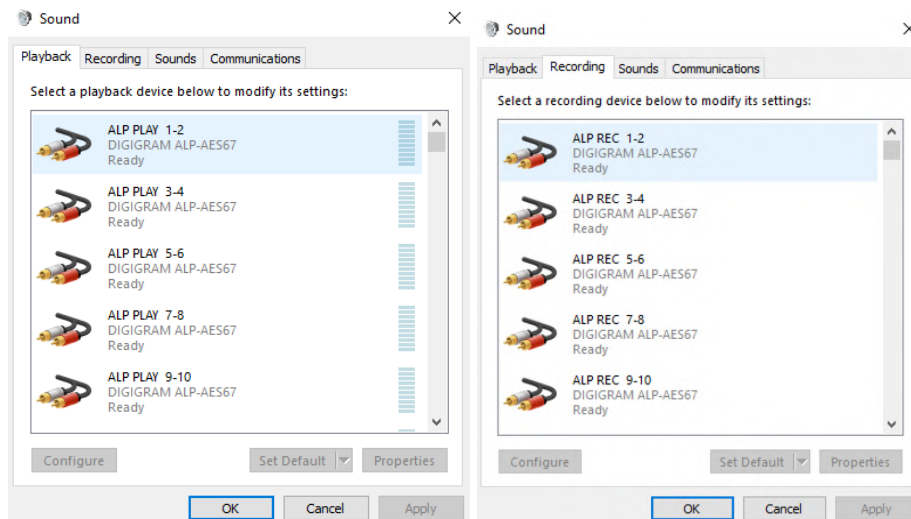 Sound
Playback Recording Sounds Communications
Select a playback device below to modify its settings:
ALP PLAY 1-2
DIGIGRAM ALP-AES67
Ready
ALP PLAY 3-4
DIGIGRAM ALP-AES67
Ready
ALP PLAY 5-6
DIGIGRAM ALP-AES67
Ready
ALP PLAY 7-8
DIGIGRAM ALP-AES67
Ready
ALP PLAY 9-10
DIGIGRAM ALP-AES67
Ready
Configure Set Default Properties
OK Cancel Apply
Sound
Playback Recording Sounds Communications
Select a recording device below to modify its settings:
ALP REC 1-2
DIGIGRAM ALP-AES67
Ready
ALP REC 3-4
DIGIGRAM ALP-AES67
Ready
ALP REC 5-6
DIGIGRAM ALP-AES67
Ready
ALP REC 7-8
DIGIGRAM ALP-AES67
Ready
ALP REC 9-10
DIGIGRAM ALP-AES67
Ready
Configure Set Default Properties
OK Cancel Apply